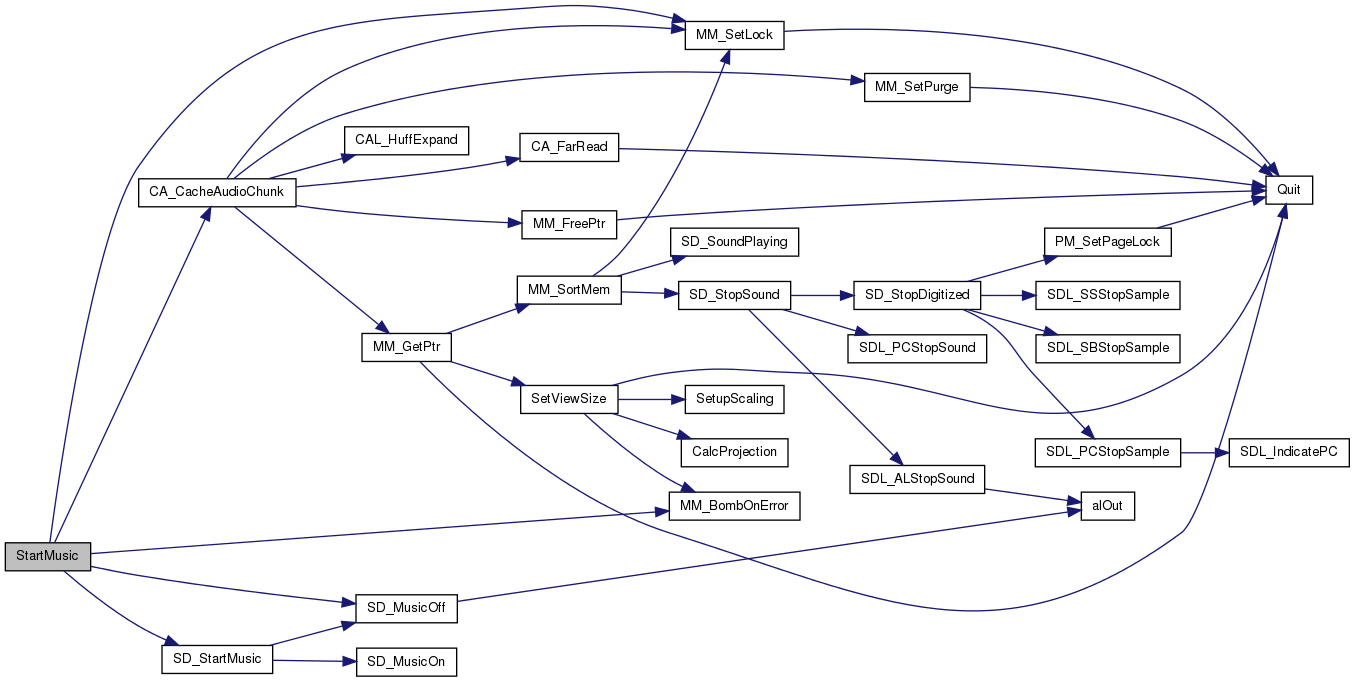 MM_SetLock
MM_SetPurge
CAL_HuffExpand
CA_FarRead
CA_CacheAudioChunk
Quit
MM_FreePtr
SD_SoundPlaying
PM_SetPageLock
MM_SortMem
SD_StopSound
SD_StopDigitized
SDL_SSStopSample
MM_GetPtr
SDL_PCStopSound
SDL_SBStopSample
SetViewSize
SetupScaling
CalcProjection
SDL_PCStopSample
SDL_IndicatePC
SDL_ALStopSound
MM_BombOnError
alOut
StartMusic
SD_MusicOff
SD_StartMusic
SD_MusicOn